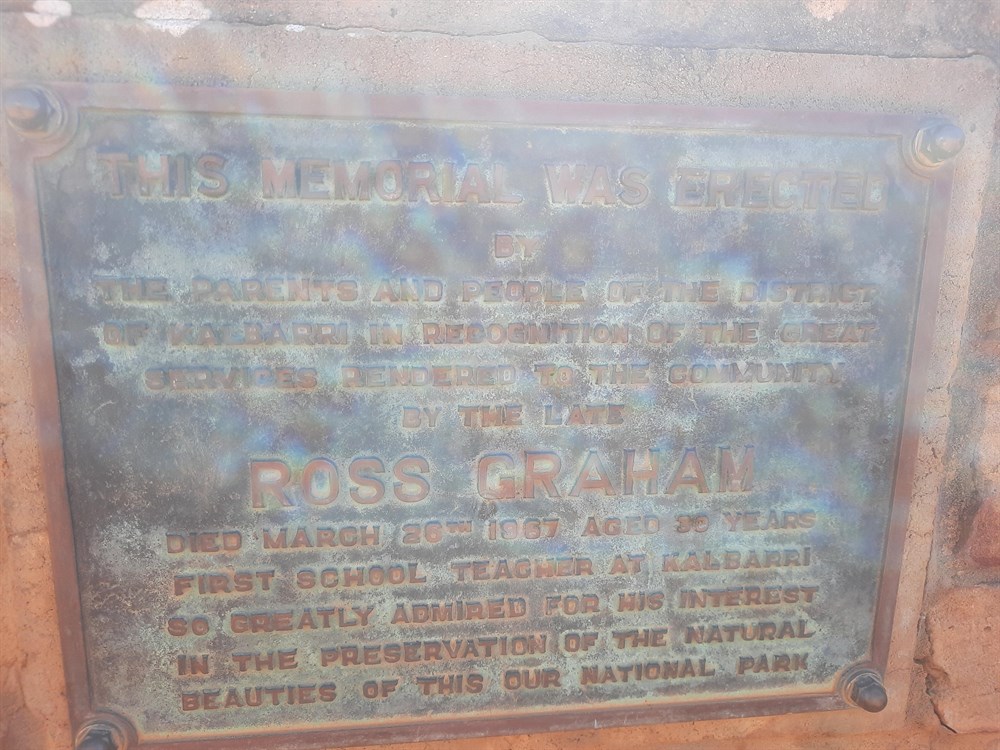 THIS MEMORIAL WAS ERECTED
BY
THE PARENTS AND PEOPLE OF THE DISTRICT
OF KALBARRI IN RECOGNITION OF THE GREAT
SERVICES RENDERED TO THE COMMUNITY
BY THE LATE
ROSS GRAHAM
DIED MARCH 26TH 1967 AGED YEARS
FIRST SCHOOL TEACHER AT KALBARRI
SO GREATLY ADMIRED FOR HIS INTEREST
IN THE PRESERVATION OF THE NATURAL
BEAUTIES OF THIS OUR NATIONAL PARK